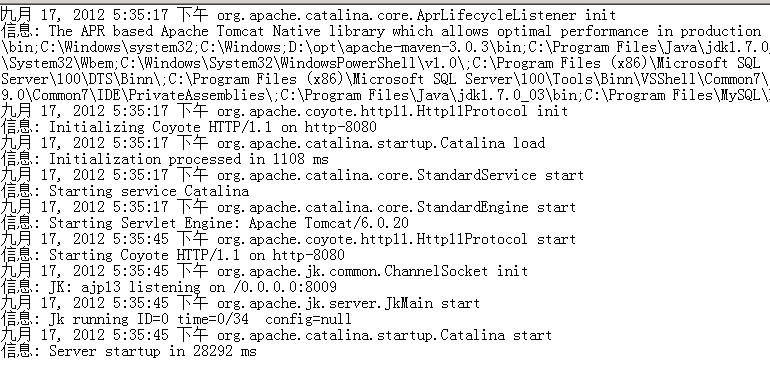 九月 17, 2012 5:35:17 下午 org.apache.catalina.core.AprLifecycleListener init
信息: The APR based Apache Tomcat Native library which allows optimal performance in production
\bin;C:\Windows\system32;C:\Windows;D:\opt\apache-maven-3.0.3\bin;C:\Program Files\Java\jdk1.7.0_
\System32\Wbem;C:\Windows\System32\WindowsPowerShell\v1.0\;C:\Program Files (x86)\Microsoft SQL
Server\100\DTS\Binn\;C:\Program Files (x86)\Microsoft SQL Server\100\Tools\Binn\VSShell\Common7\
9.0\Common7\IDE\PrivateAssemblies\;C:\Program Files\Java\jdk1.7.0_03\bin;C:\Program Files\MySQL\
九月 17, 2012 5:35:17 下午 org.apache.coyote.http11.Http11Protocol init
信息: Initializing Coyote HTTP/1.1 on http-8080
九月 17, 2012 5:35:17 下午 org.apache.catalina.startup.Catalina load
信息: Initialization processed in 1108 ms
九月 17, 2012 5:35:17 下午 org.apache.catalina.core.StandardService start
信息: Starting service Catalina
九月 17, 2012 5:35:17 下午 org.apache.catalina.core.StandardEngine start
信息: Starting Servlet Engine: Apache Tomcat/6.0.20
九月 17, 2012 5:35:45 下午 org.apache.coyote.http11.Http11Protocol start
信息: Starting Coyote HTTP/1.1 on http-8080
九月 17, 2012 5:35:45 下午 org.apache.jk.common.ChannelSocket init
信息: JK: ajp13 listening on /0.0.0.0:8009
九月 17, 2012 5:35:45 下午 org.apache.jk.server.JkMain start
信息: Jk running ID=0 time=0/34  config=null
九月 17, 2012 5:35:45 下午 org.apache.catalina.startup.Catalina start
信息: Server startup in 28292 ms